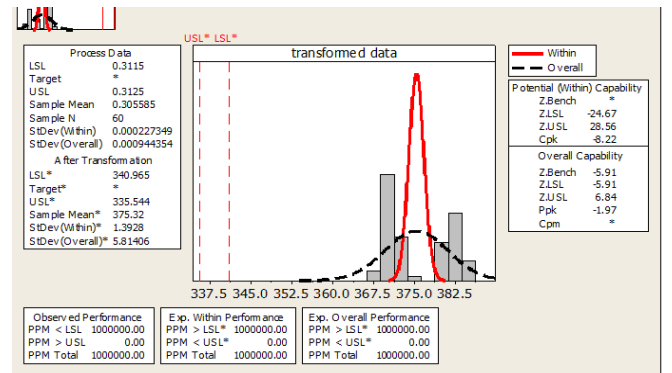 USL* LSL*
transformed data
Process Data
LSL 0.3115
Target *
USL 0.3125
Sample Mean 0.305585
Sample N 60
StDev(Within) 0.000227349
StDev(Overall) 0.000944354
After Transformation
LSL* 340.965
Target* *
USL* 335.544
Sample Mean* 375.32
StDev(Within)* 1.3928
StDev(Overall)* 5.81406
Within
Overall
Potential (Within) Capability
Z.Bench *
Z.LSL -24.67
Z.USL 28.56
Cpk -8.22
Overall Capability
Z.Bench -5.91
Z.LSL -5.91
Z.USL 6.84
Ppk -1.97
Cpm *
337.5 345.0 352.5 360.0 367.5 375.0 382.5
Observed Performance
PPM < LSL 1000000.00
PPM > USL 0.00
PPM Total 1000000.00
Exp. Within Performance
PPM > LSL* 1000000.00
PPM < USL* 0.00
PPM Total 1000000.00
Exp. Overall Performance
PPM > LSL* 1000000.00
PPM < USL* 0.00
PPM Total 1000000.00